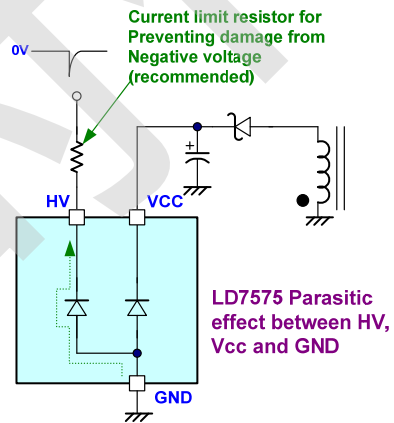 Current limit resistor for
Preventing damage from
Negative voltage
(recommended)
0V
+
HV
VCC
LD7575 Parasitic
effect between HV,
Vcc and GND
GND